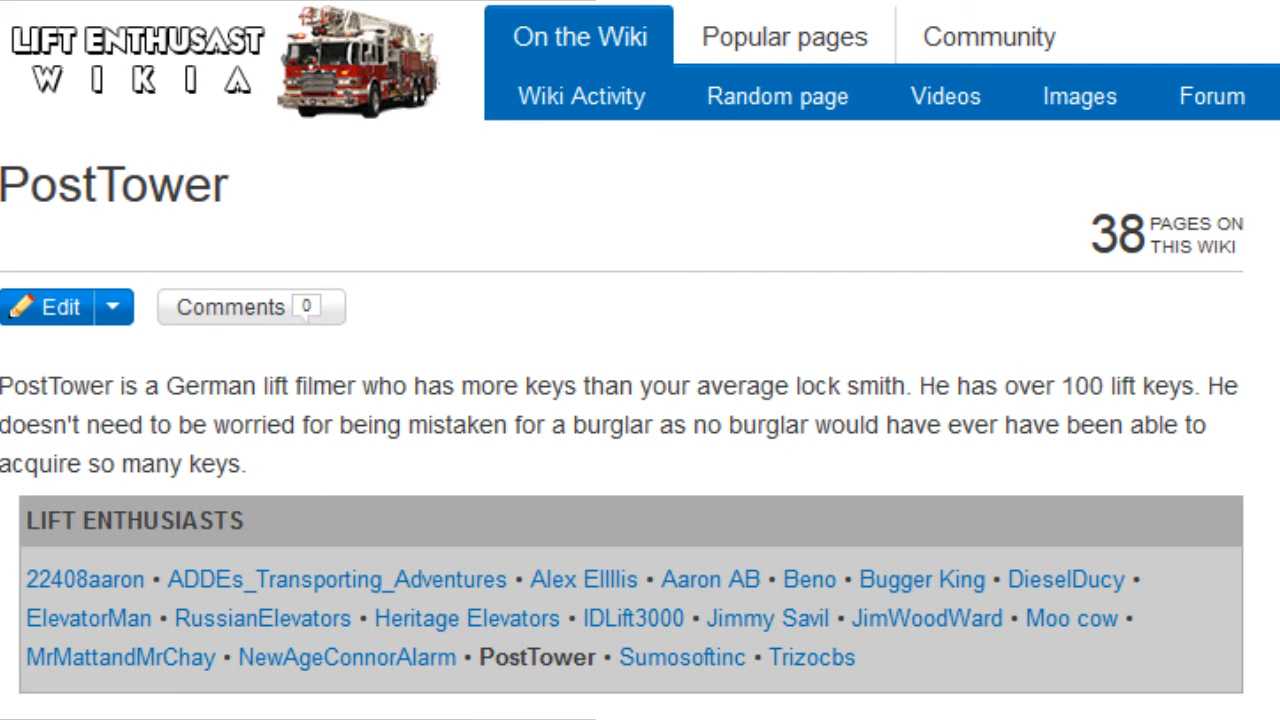 LIFT ENTHUSAST
WIKIA
On the Wiki Popular pages Community
Wiki Activity Random page Videos Images Forum
PostTower
38 PAGES ON
THIS WIKI
Edit Comments 0
PostTower is a German lift filmer who has more keys than your average lock smith. He has over 100 lift keys. He
doesn't need to be worried for being mistaken for a burglar as no burglar would have ever have been able to
acquire so many keys.
LIFT ENTHUSIASTS
22408aaron • ADDEs_Transporting_Adventures • Alex Ellllis • Aaron AB • Beno • Bugger King • DieselDucy •
ElevatorMan • RussianElevators • Heritage Elevators • IDLift3000 • Jimmy Savil • JimWoodWard • Moo cow •
MrMattandMrChay • NewAgeConnorAlarm • PostTower • Sumosoftinc • Trizocbs